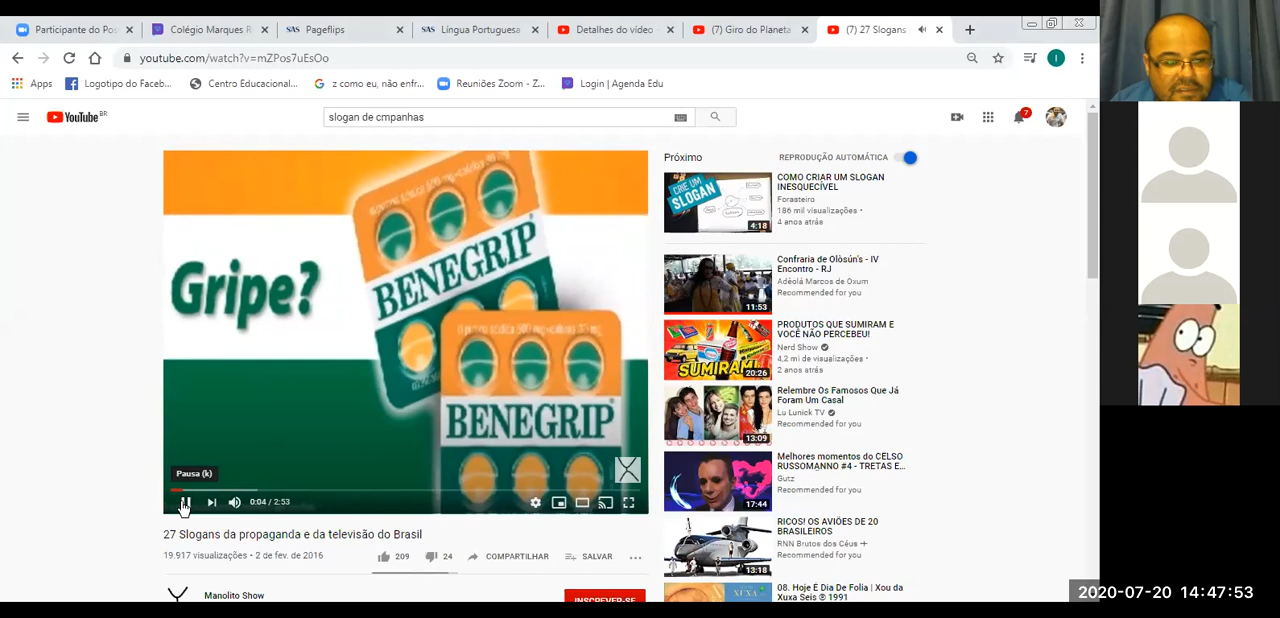 Participante do Pos
Colégio Marques R
Pageflips
Língua Portuguesa
Detalhes do vídeo
(7) Giro do Planeta
(7) 27 Slogans
youtube.com/watch?v=mZPos7uEsOo
Apps
Logotipo do Faceb...
Centro Educacional...
z como eu, não enfr...
Reuniões Zoom - Z...
Login | Agenda Edu
YouTube BR
slogan de cmpanhas
7
Gripe?
BENEGRIP
BENEGRIP
Pausa (k)
0:04 / 2:53
27 Slogans da propaganda e da televisão do Brasil
19.917 visualizações • 2 de fev. de 2016
209
24
COMPARTILHAR
SALVAR
Manolito Show
INSCREVER-SE
Próximo
REPRODUÇÃO AUTOMÁTICA
CRIE UM
SLOGAN
4:18
COMO CRIAR UM SLOGAN
INESQUECÍVEL
Forasteiro
186 mil visualizações •
4 anos atrás
11:53
Confraria de Olòsún's - IV
Encontro - RJ
Adéolá Marcos de Oxum
Recommended for you
SUMIRAM!
20:26
PRODUTOS QUE SUMIRAM E
VOCÊ NÃO PERCEBEU!
Nerd Show
4,2 mi de visualizações •
2 anos atrás
13:09
Relembre Os Famosos Que Já
Foram Um Casal
Lu Lunick TV
Recommended for you
17:44
Melhores momentos do CELSO
RUSSOMANNO #4 - TRETAS E...
Gutz
Recommended for you
13:18
RICOS! OS AVIÕES DE 20
BRASILEIROS
RNN Brutos dos Céus
Recommended for you
XUXA
08. Hoje É Dia De Folia | Xou da
Xuxa Seis ® 1991
2020-07-20 14:47:53